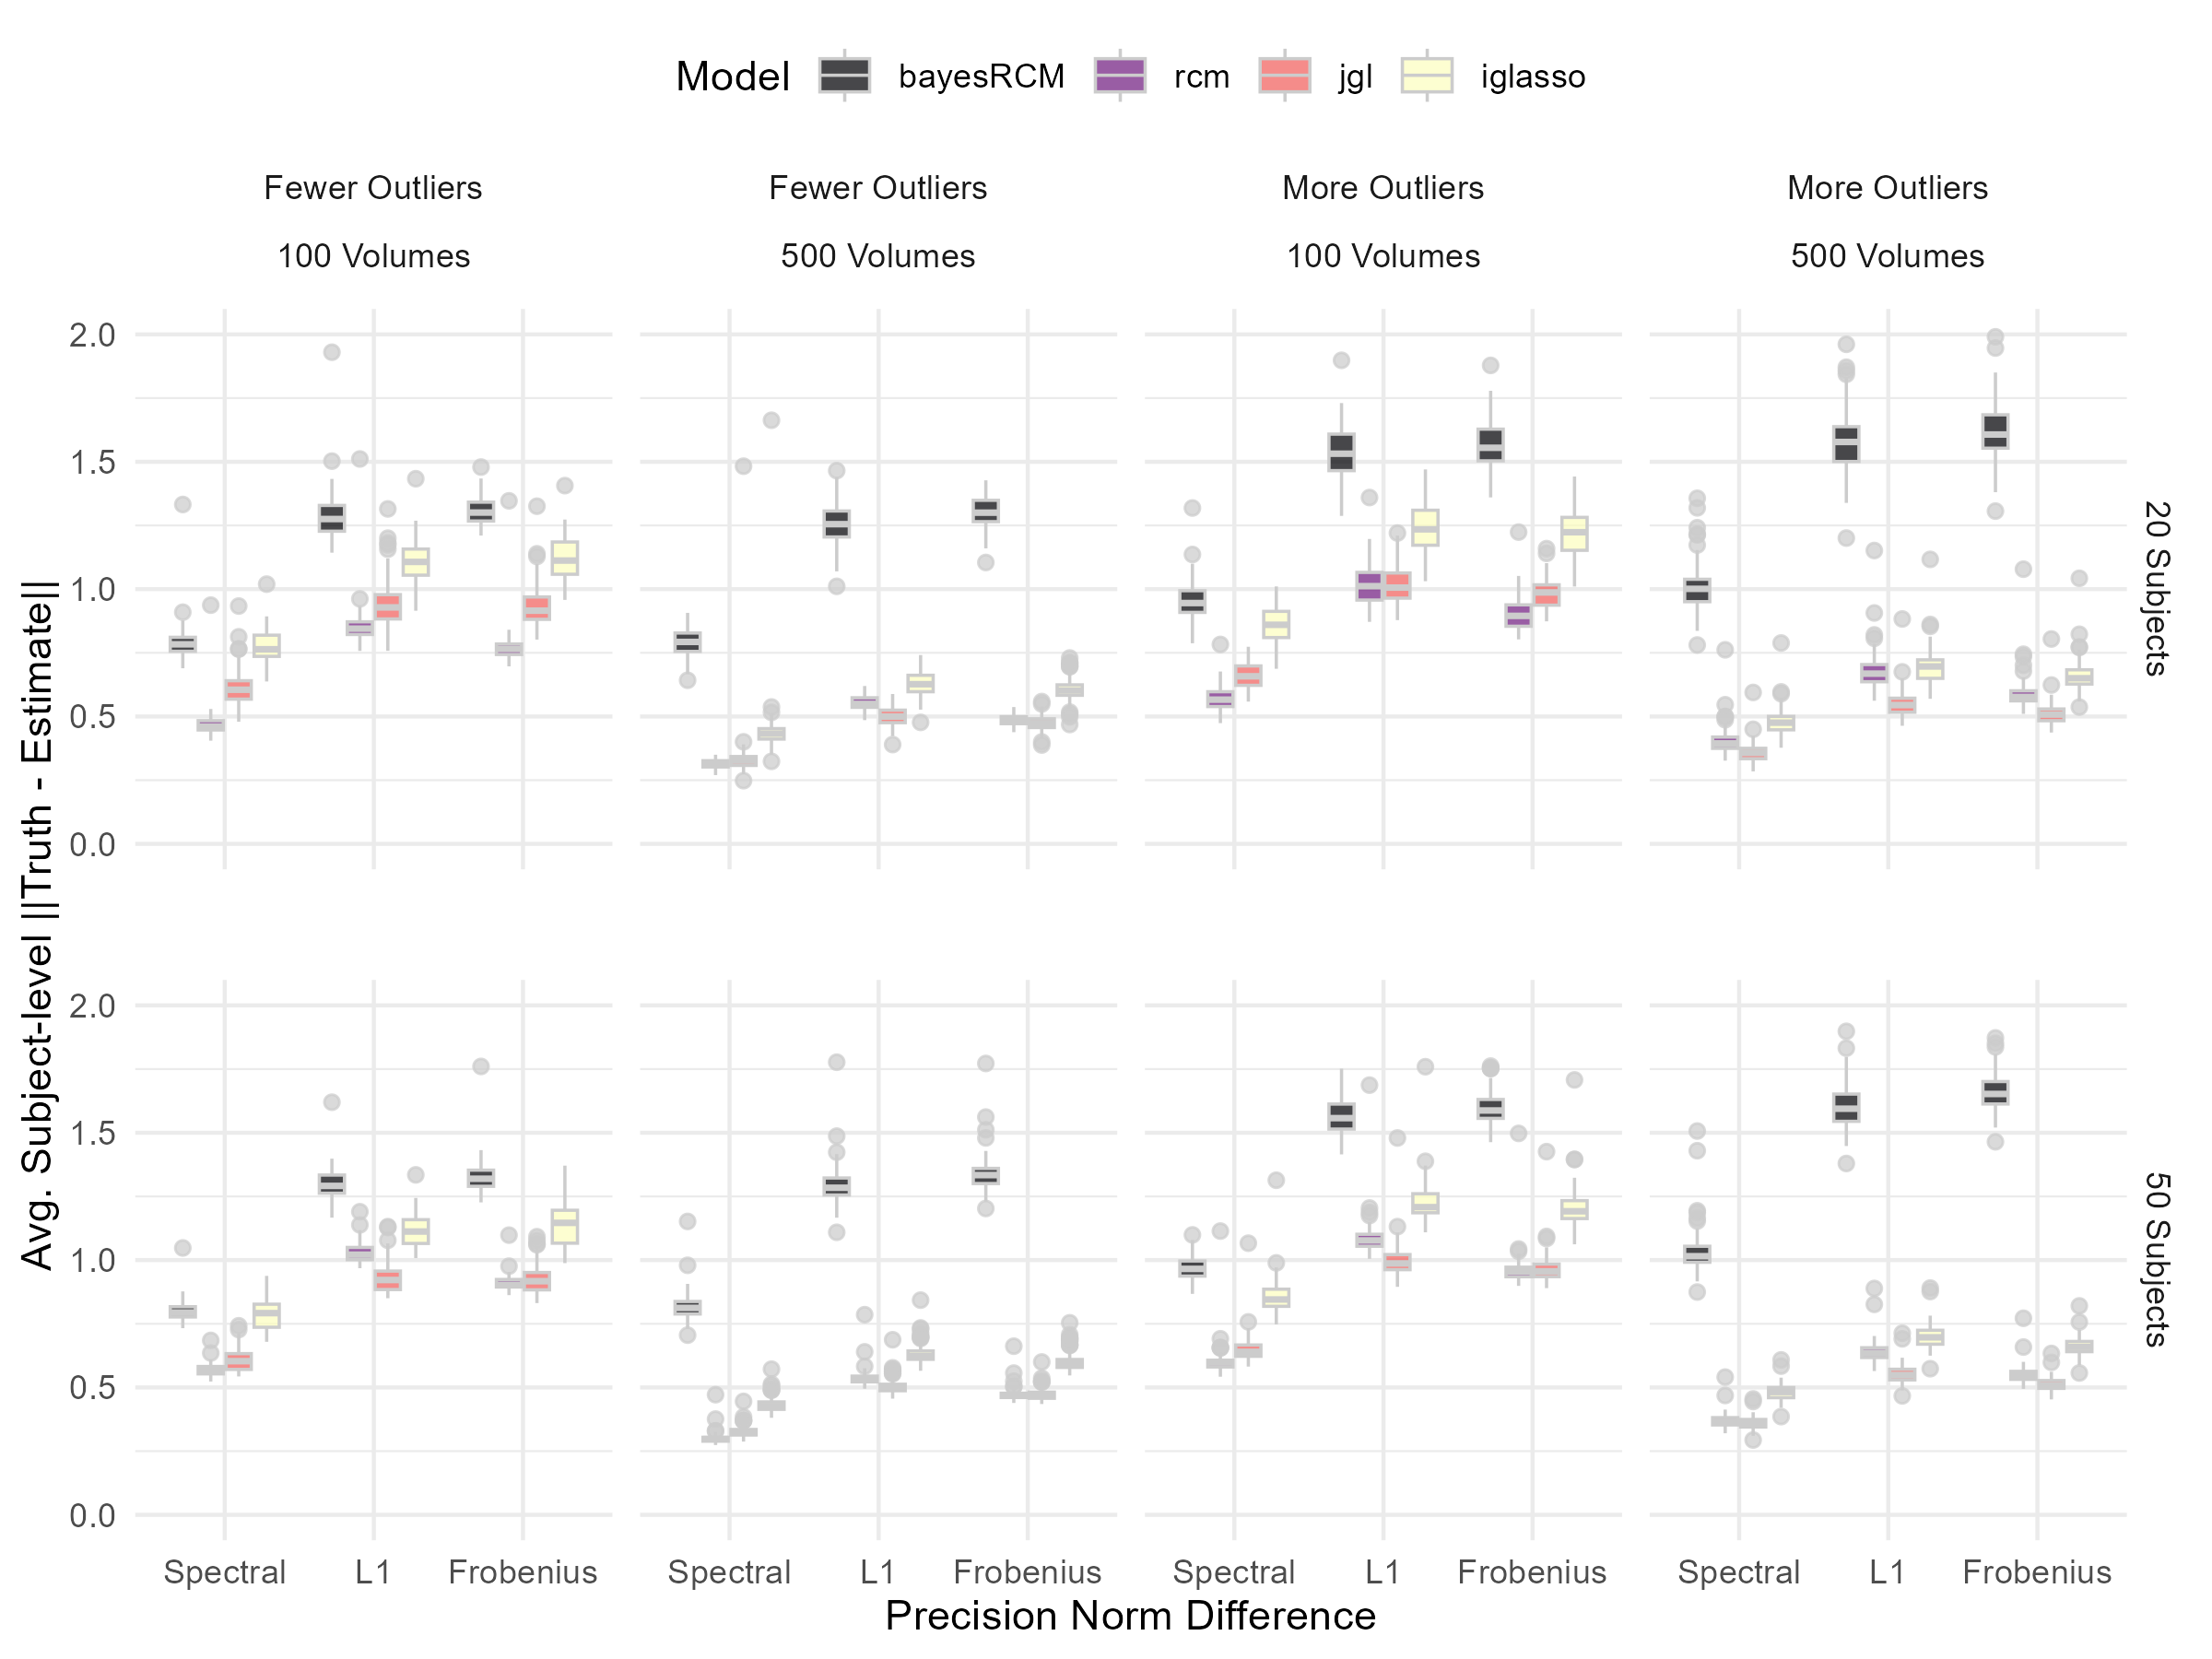 Model bayesRCM rcm jgl iglasso
Fewer Outliers Fewer Outliers More Outliers More Outliers
100 Volumes 500 Volumes 100 Volumes 500 Volumes
2.0
1.5
1.0
0.5
0.0
20 Subjects
Avg. Subject-level ||Truth - Estimate||
2.0
1.5
1.0
0.5
0.0
50 Subjects
Spectral L1 Frobenius Spectral L1 Frobenius Spectral L1 Frobenius Spectral L1 Frobenius
Precision Norm Difference